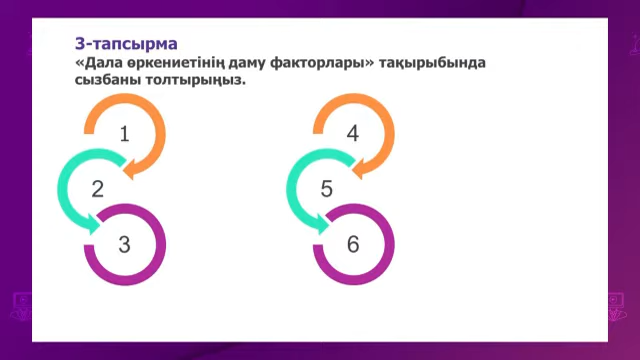 3-тапсырма
«Дала өркениетінің даму факторлары» тақырыбында
сызбаны толтырыңыз.
1
2
3
4
5
6